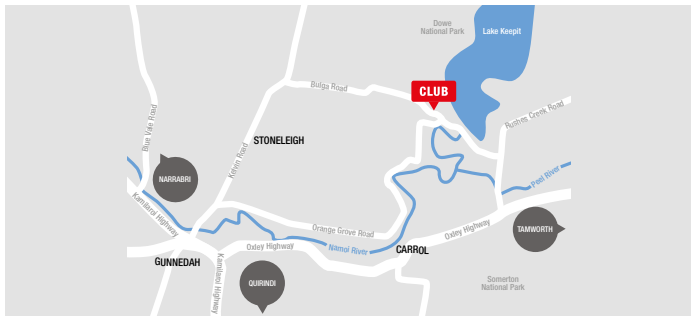 Dowe
National Park
Lake Keepit
Bulga Road
CLUB
Rushes Creek Road
Blue Vale Road
STONELEIGH
Kelvin Road
NARRABRI
Peel River
Kamilaroi Highway
Orange Grove Road
Oxley Highway
TAMWORTH
Oxley Highway
Namoi River
CARROL
GUNNEDAH
Kamilaroi Highway
QUIRINDI
Somerton
National Park